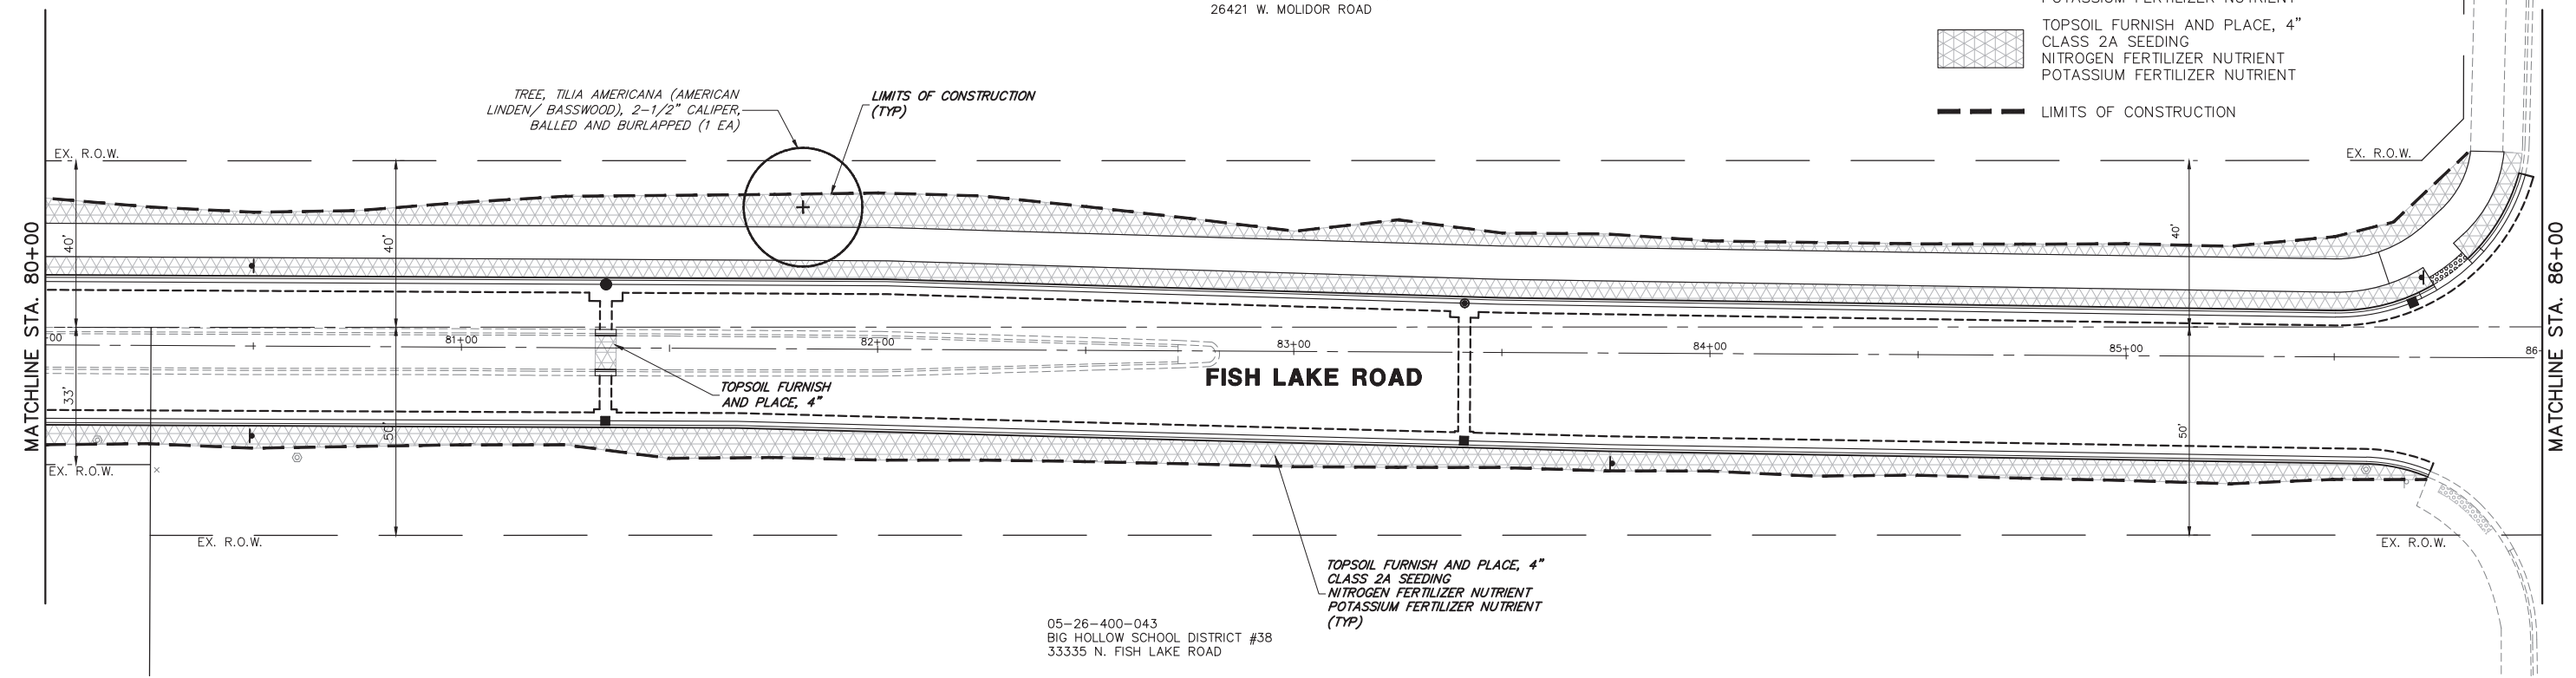 26421 W. MOLIDOR ROAD
POTASSIUM FERTILIZER NUTRIENT
TOPSOIL FURNISH AND PLACE, 4"
CLASS 2A SEEDING
NITROGEN FERTILIZER NUTRIENT
POTASSIUM FERTILIZER NUTRIENT
LIMITS OF CONSTRUCTION
TREE, TILIA AMERICANA (AMERICAN
LINDEN/ BASSWOOD), 2-1/2" CALIPER,
BALLED AND BURLAPPED (1 EA)
LIMITS OF CONSTRUCTION
(TYP)
EX. R.O.W.
EX. R.O.W.
MATCHLINE STA. 80+00
40'
40'
40'
MATCHLINE STA. 86+00
00
81+00
82+00
83+00
84+00
85+00
86
FISH LAKE ROAD
TOPSOIL FURNISH
AND PLACE, 4"
33'
50'
50'
EX. R.O.W.
EX. R.O.W.
EX. R.O.W.
TOPSOIL FURNISH AND PLACE, 4"
CLASS 2A SEEDING
NITROGEN FERTILIZER NUTRIENT
POTASSIUM FERTILIZER NUTRIENT
(TYP)
05-26-400-043
BIG HOLLOW SCHOOL DISTRICT #38
33335 N. FISH LAKE ROAD